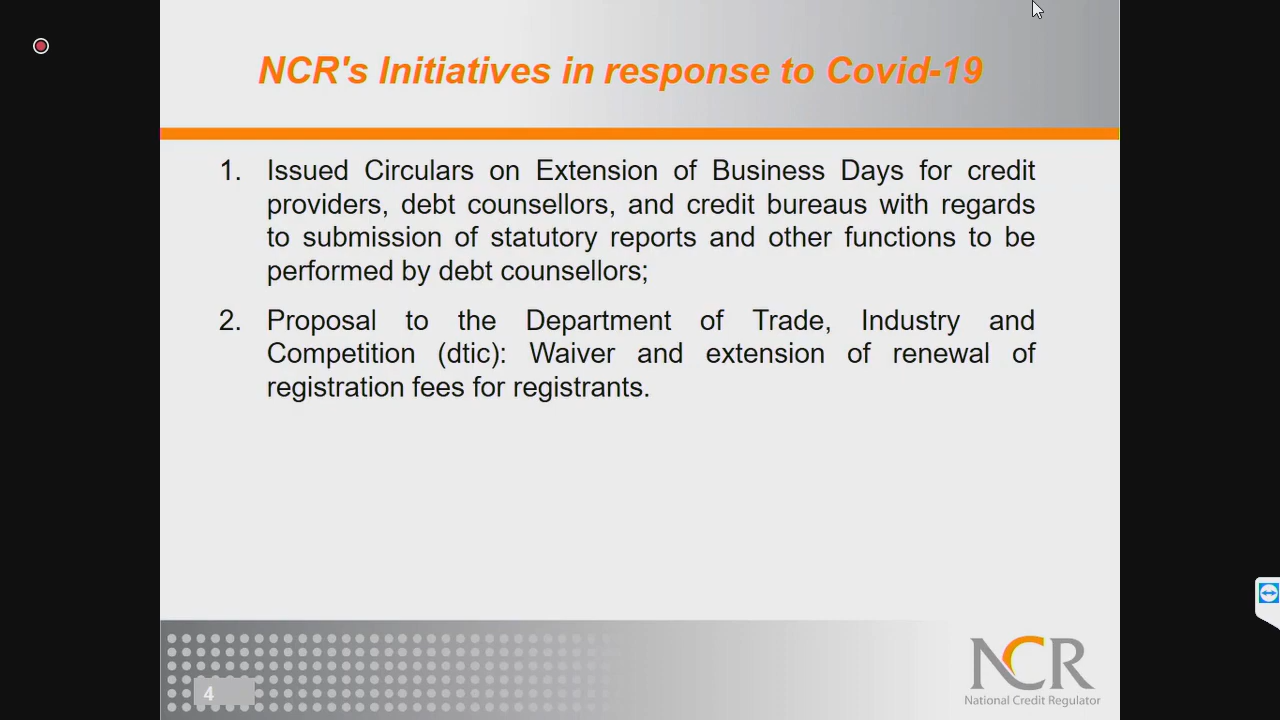 NCR's Initiatives in response to Covid-19
1. Issued Circulars on Extension of Business Days for credit
providers, debt counsellors, and credit bureaus with regards
to submission of statutory reports and other functions to be
performed by debt counsellors;
2. Proposal to the Department of Trade, Industry and
Competition (dtic): Waiver and extension of renewal of
registration fees for registrants.
4
NCR
National Credit Regulator